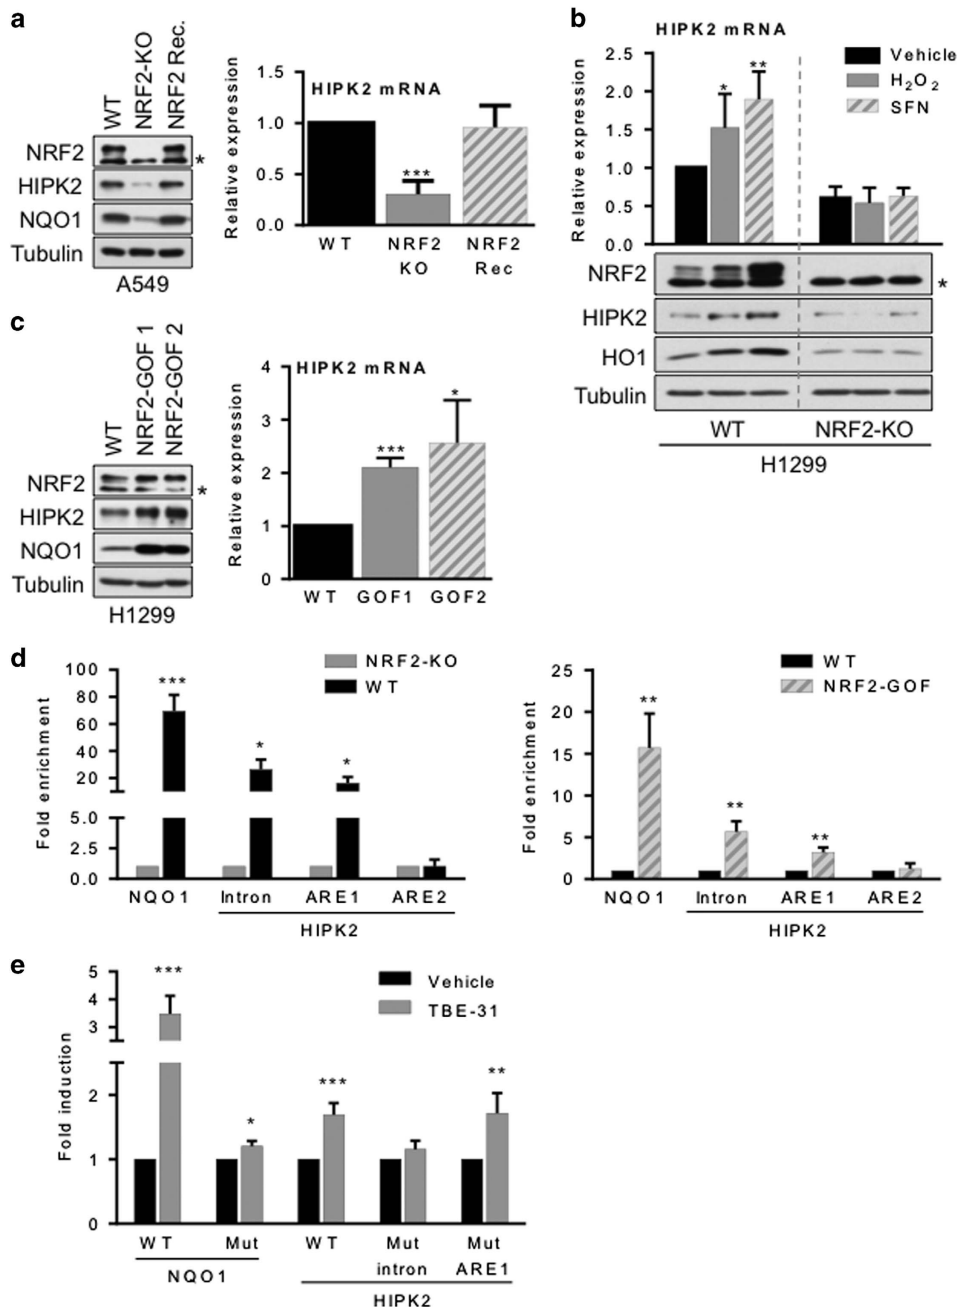 a
WT
NRF2-KO
NRF2 Rec.
NRF2
*
HIPK2
NQO1
Tubulin
A549
HIPK2 mRNA
Relative expression
1.5
1.0
0.5
0.0
***
WT
NRF2 KO
NRF2 Rec
b
HIPK2 mRNA
Relative expression
2.5
2.0
1.5
1.0
0.5
0.0
*
**
Vehicle
H2O2
SFN
NRF2
*
HIPK2
HO1
Tubulin
WT
NRF2-KO
H1299
c
WT
NRF2-GOF 1
NRF2-GOF 2
NRF2
*
HIPK2
NQO1
Tubulin
H1299
HIPK2 mRNA
Relative expression
4
3
2
1
0
***
*
WT
GOF1
GOF2
d
Fold enrichment
100
80
60
40
20
5.0
2.5
0.0
NRF2-KO
WT
***
*
*
NQO1
Intron
ARE1
ARE2
HIPK2
Fold enrichment
25
20
15
10
5
0
WT
NRF2-GOF
**
**
**
NQO1
Intron
ARE1
ARE2
HIPK2
e
Fold induction
5
4
3
2
1
0
Vehicle
TBE-31
***
*
***
**
WT
Mut
NQO1
WT
Mut intron
Mut ARE1
HIPK2